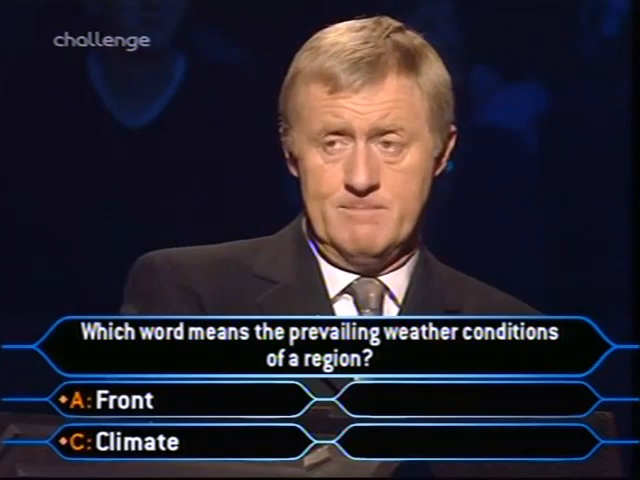 challenge
Which word means the prevailing weather conditions
of a region?
A: Front
C: Climate